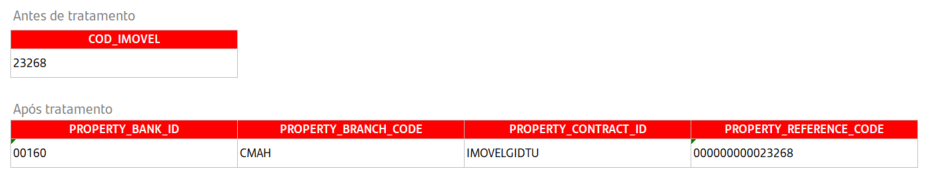 Antes de tratamento
COD_IMOVEL
23268
Após tratamento
PROPERTY_BANK_ID PROPERTY_BRANCH_CODE PROPERTY_CONTRACT_ID PROPERTY_REFERENCE_CODE
00160 CMAH IMOVELGIDTU 000000000023268